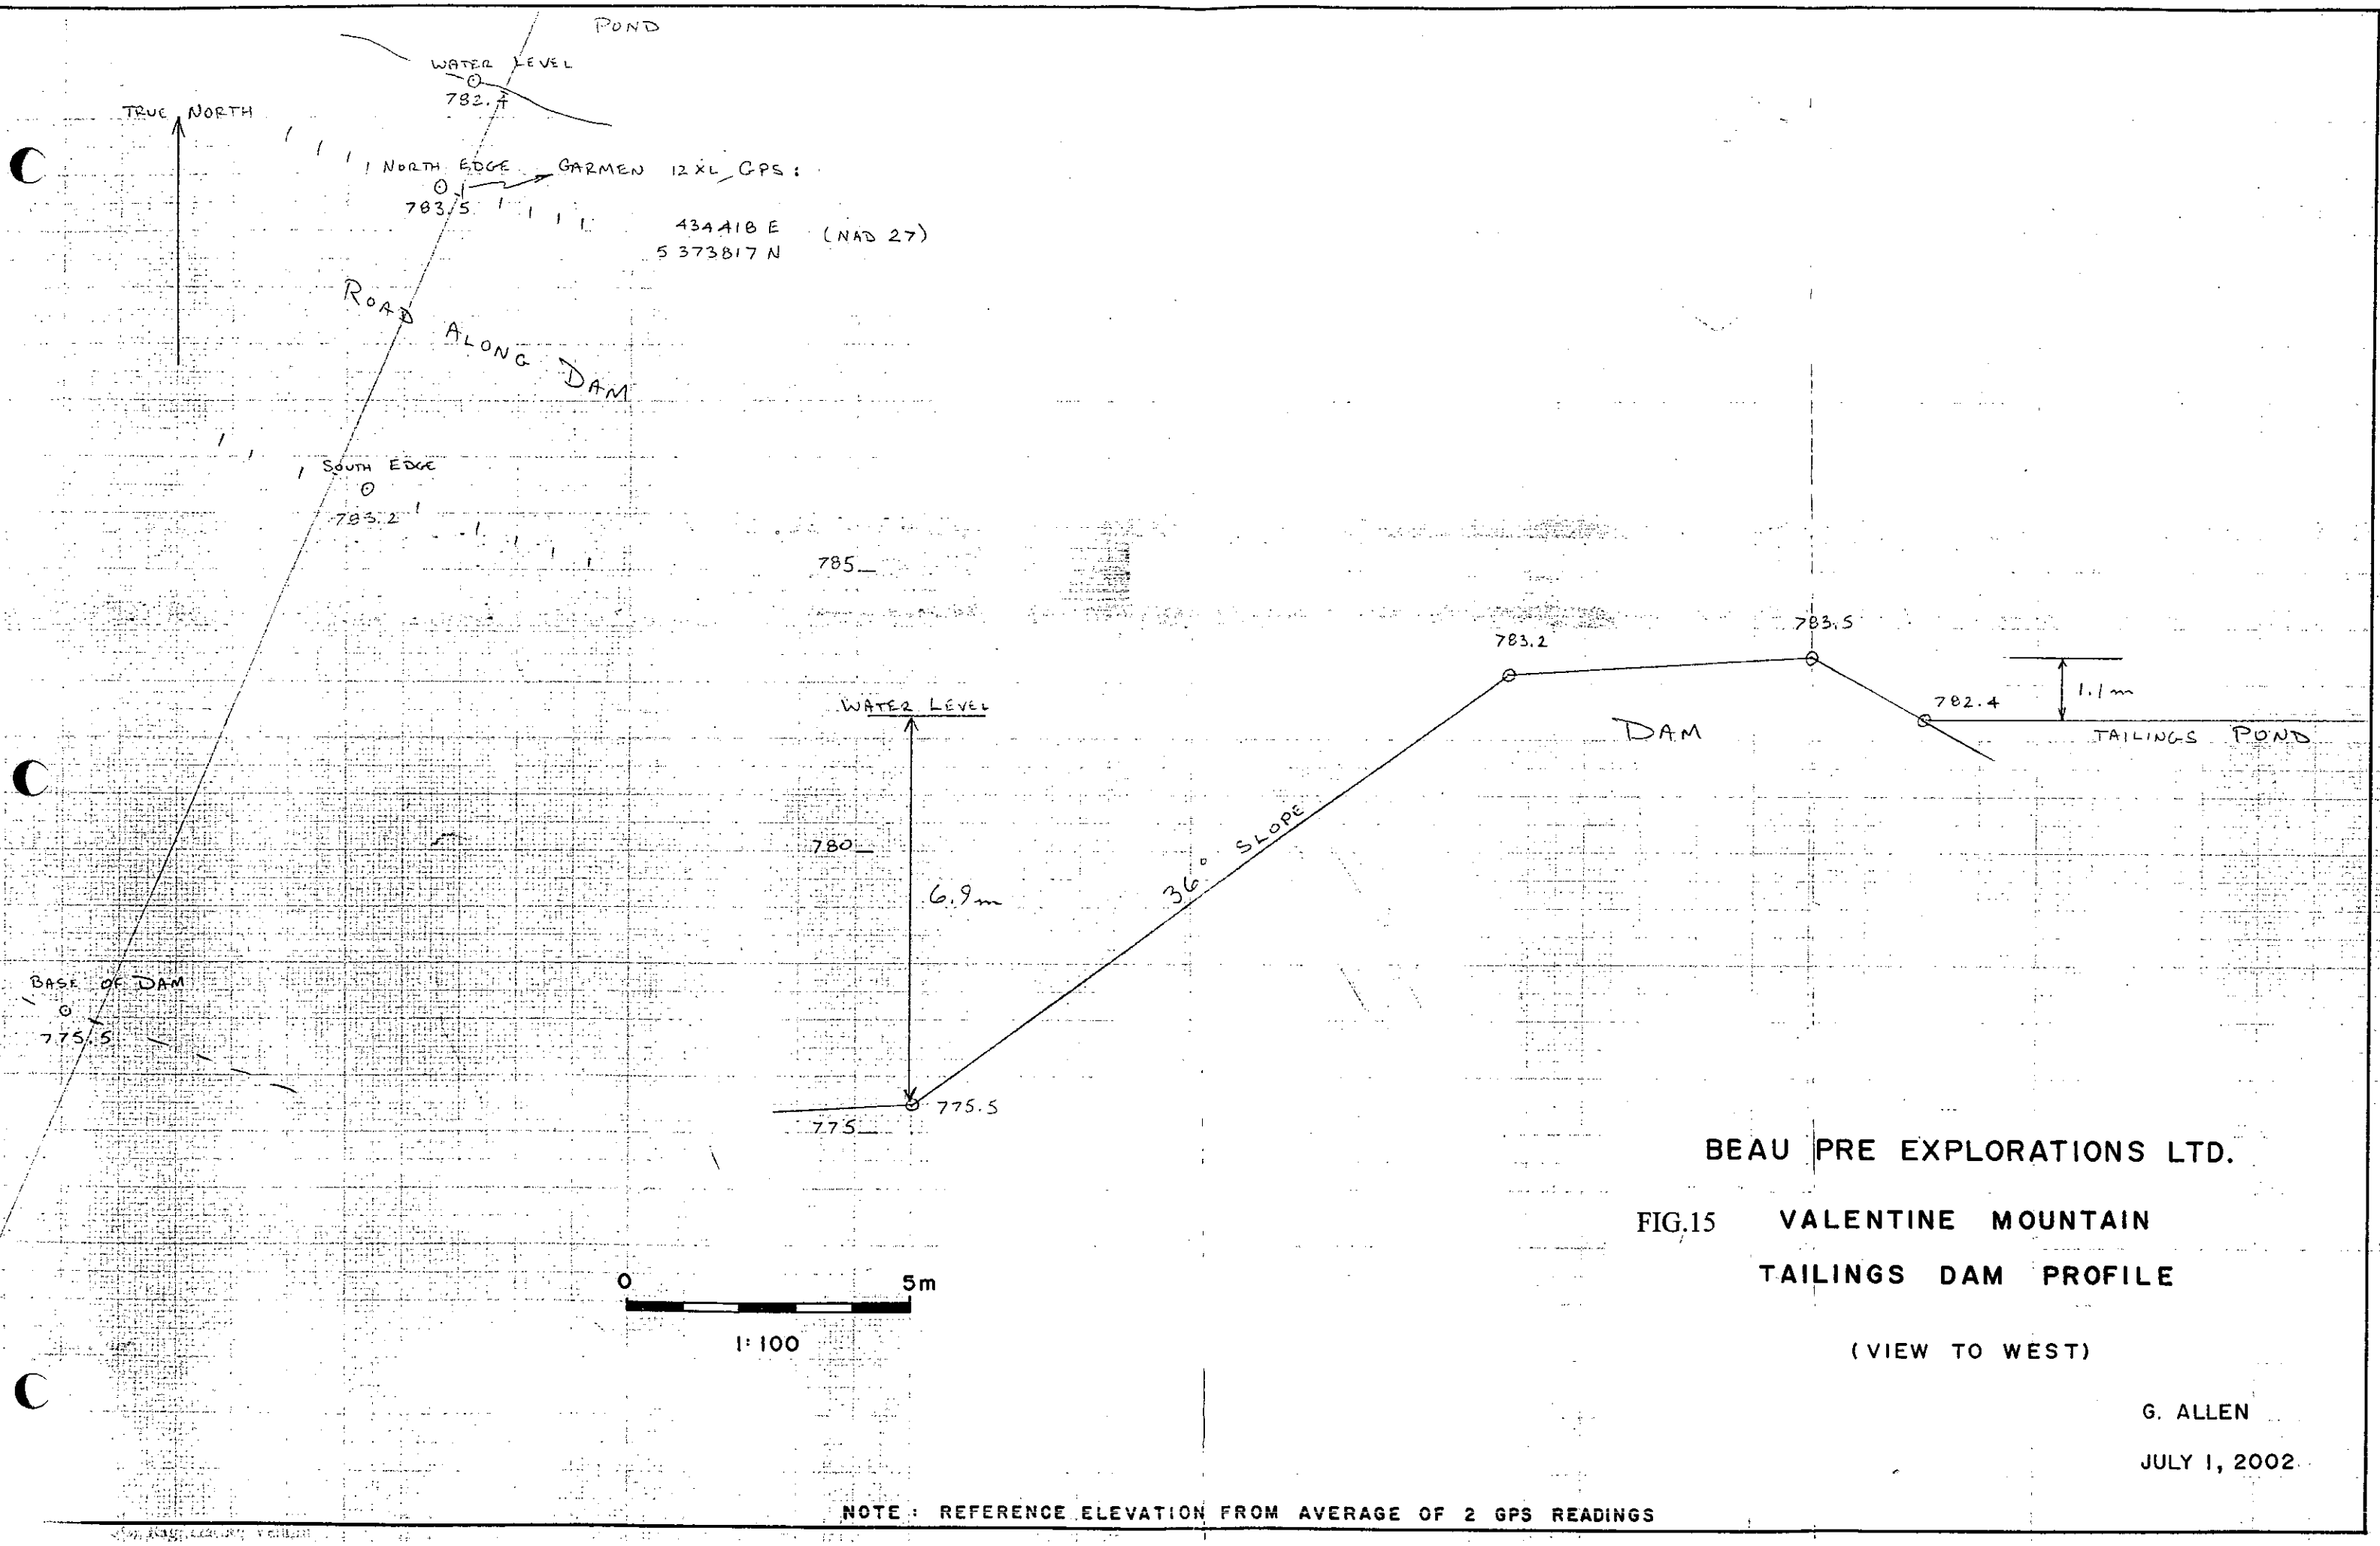 POND
WATER LEVEL
782.4
TRUE NORTH
NORTH EDGE
783.5
GARMEN 12 XL GPS:
434418 E
5 373817 N
(NAD 27)
ROAD ALONG DAM
SOUTH EDGE
783.2
BASE OF DAM
775.5
785
780
775
WATER LEVEL
6.9m
775.5
36° SLOPE
783.2
783.5
782.4
1.1m
DAM
TAILINGS POND
0 5m
1:100
BEAU PRE EXPLORATIONS LTD.
FIG.15 VALENTINE MOUNTAIN
TAILINGS DAM PROFILE
(VIEW TO WEST)
G. ALLEN
JULY 1, 2002
NOTE: REFERENCE ELEVATION FROM AVERAGE OF 2 GPS READINGS